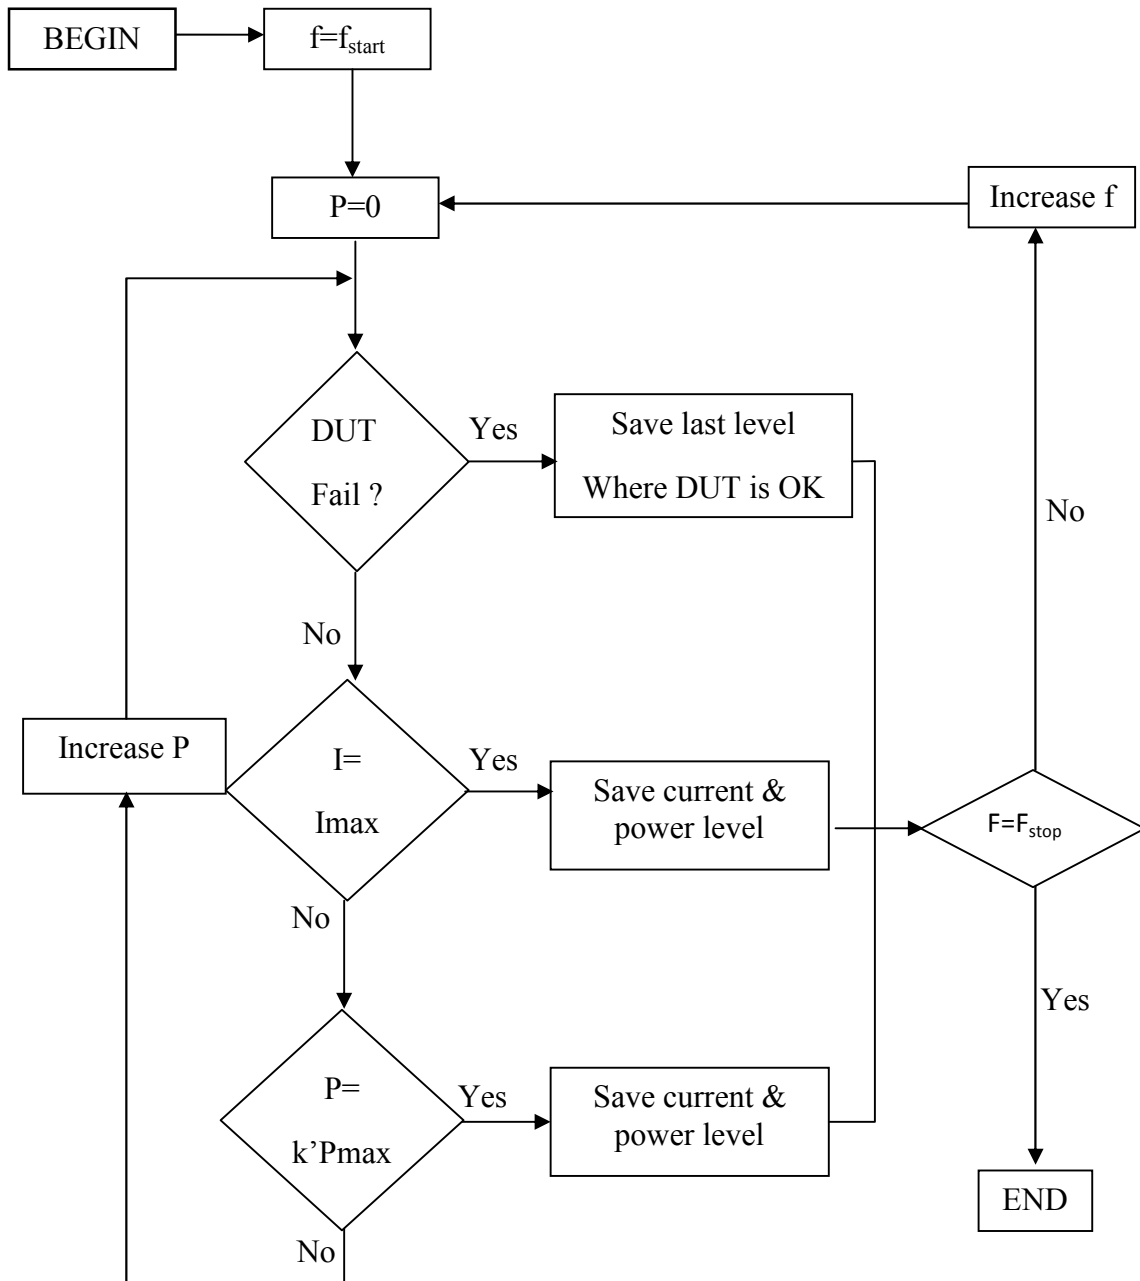 BEGIN
f=fstart
P=0
Increase f
DUT
Fail ?
Yes
Save last level
Where DUT is OK
No
No
Increase P
I=
Imax
Yes
Save current &
power level
F=Fstop
No
Yes
P=
k’Pmax
Yes
Save current &
power level
END
No